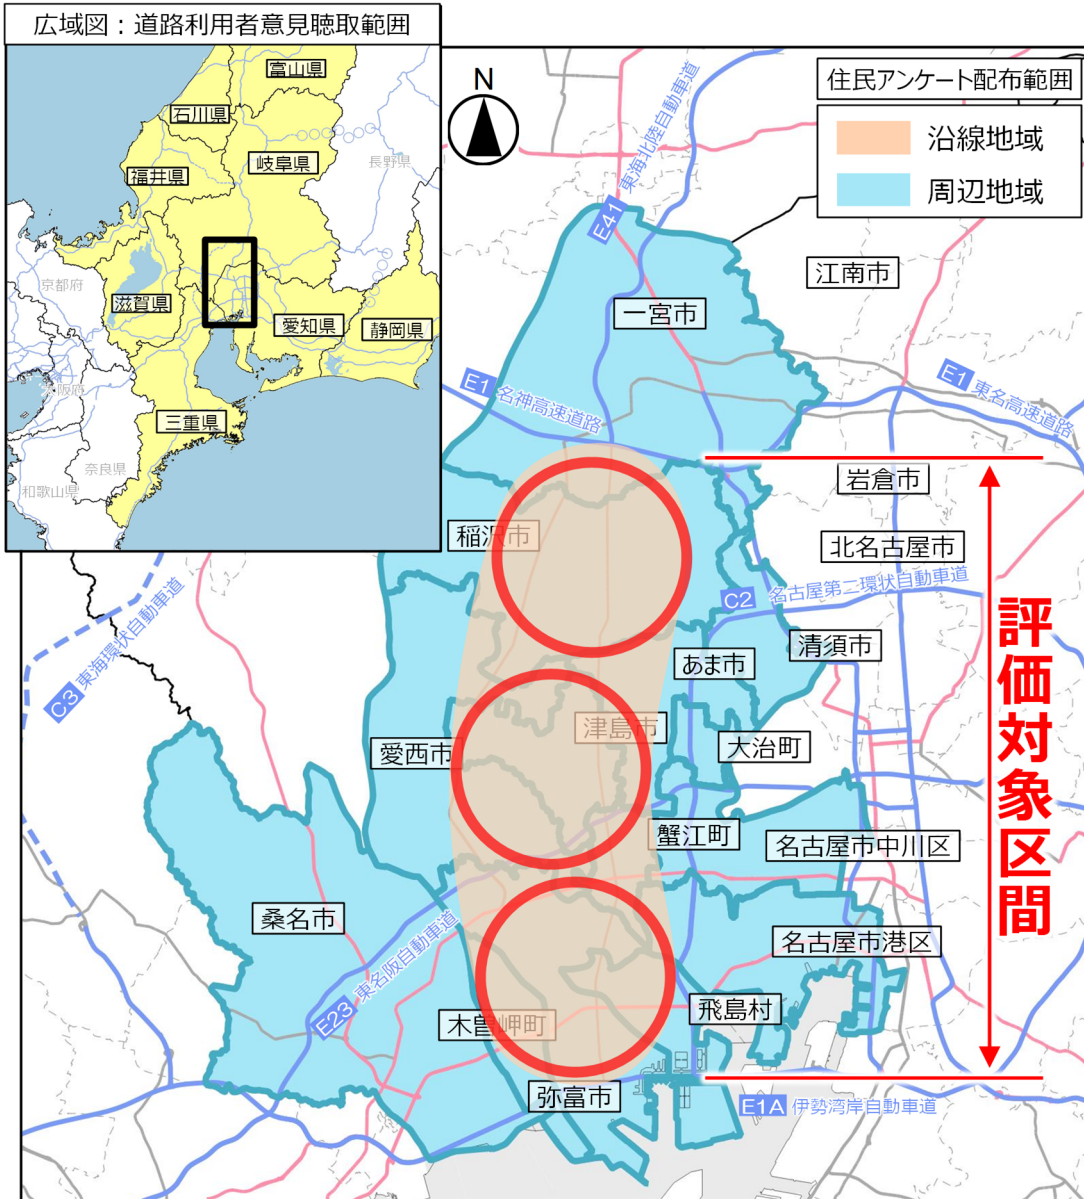 広域図：道路利用者意見聴取範囲
富山県
石川県
岐阜県
長野県
福井県
京都府
滋賀県
愛知県
静岡県
大阪府
三重県
奈良県
和歌山県
N
住民アンケート配布範囲
沿線地域
周辺地域
E41 東海北陸自動車道
江南市
一宮市
E1 名神高速道路
E1 東名高速道路
岩倉市
稲沢市
北名古屋市
C2 名古屋第二環状自動車道
C3 東海環状自動車道
清須市
あま市
津島市
大治町
愛西市
評価対象区間
蟹江町
名古屋市中川区
桑名市
名古屋市港区
E23 東名阪自動車道
飛島村
木曽岬町
弥富市
E1A 伊勢湾岸自動車道